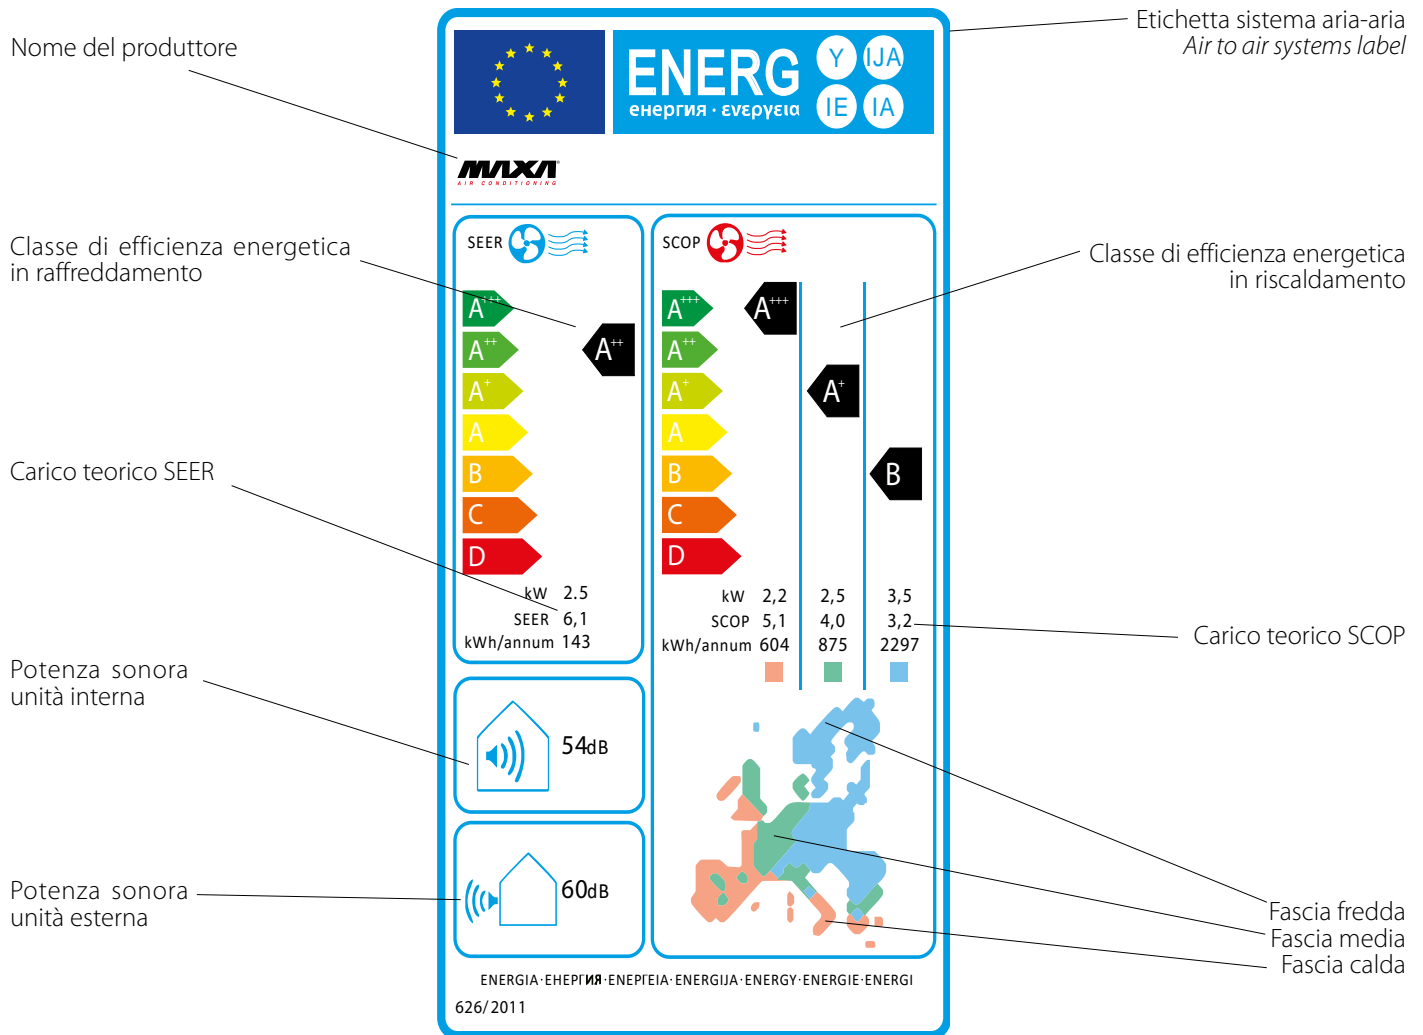 Nome del produttore
Etichetta sistema aria-aria
Air to air systems label
ENERG
енергия · ενεργεια
Y IJA
IE IA
MAXA
AIR CONDITIONING
Classe di efficienza energetica
in raffreddamento
SEER
SCOP
Classe di efficienza energetica
in riscaldamento
A+++
A++
A+
A
B
C
D
A++
A+++
A++
A+
A
B
C
D
A+++
A+
B
Carico teorico SEER
kW 2.5
SEER 6,1
kWh/annum 143
kW 2,2 2,5 3,5
SCOP 5,1 4,0 3,2
kWh/annum 604 875 2297
Carico teorico SCOP
Potenza sonora
unità interna
54dB
Potenza sonora
unità esterna
60dB
Fascia fredda
Fascia media
Fascia calda
ENERGIA·ЕНЕРГИЯ·ΕΝΕΡΓΕΙΑ·ENERGIJA·ENERGY·ENERGIE·ENERGI
626/2011